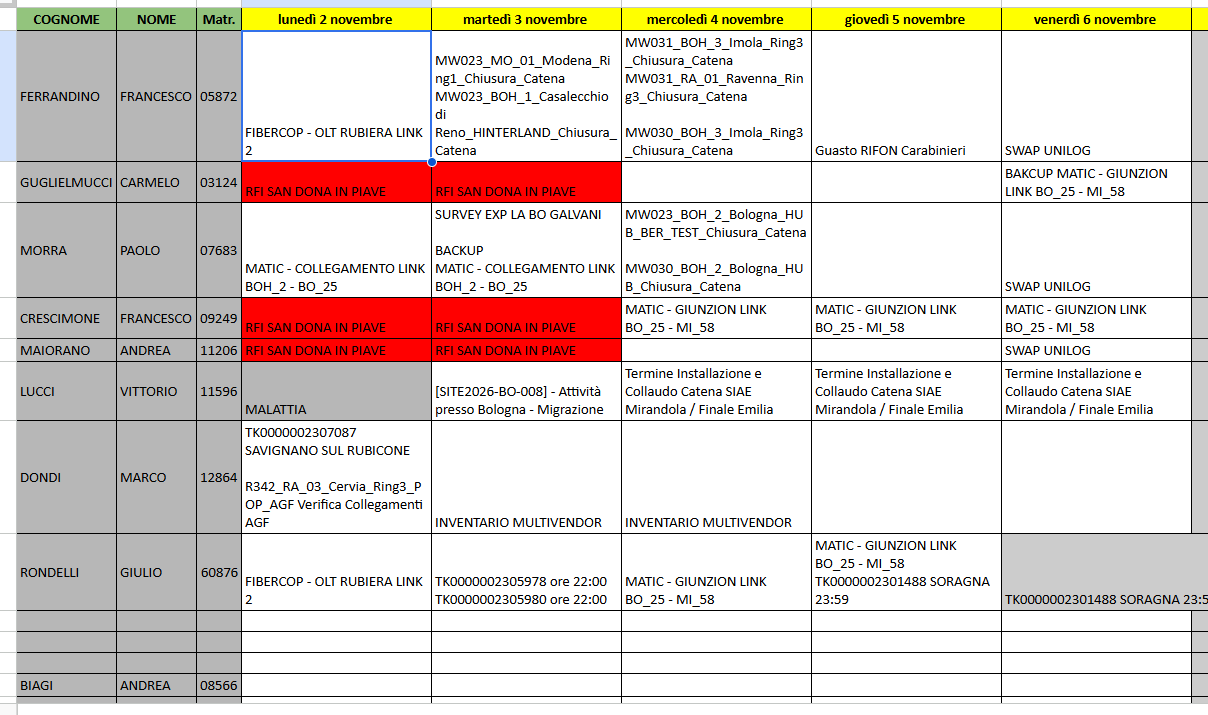 COGNOME NOME Matr. lunedì 2 novembre martedì 3 novembre mercoledì 4 novembre giovedì 5 novembre venerdì 6 novembre
FERRANDINO FRANCESCO 05872
FIBERCOP - OLT RUBIERA LINK
2
MW023_MO_01_Modena_Ri
ng1_Chiusura_Catena
MW023_BOH_1_Casalecchio
di
Reno_HINTERLAND_Chiusura_
Catena
MW031_BOH_3_Imola_Ring3
_Chiusura_Catena
MW031_RA_01_Ravenna_Rin
g3_Chiusura_Catena
MW030_BOH_3_Imola_Ring3
_Chiusura_Catena
Guasto RIFON Carabinieri
SWAP UNILOG
GUGLIELMUCCI CARMELO 03124
RFI SAN DONA IN PIAVE
RFI SAN DONA IN PIAVE
BAKCUP MATIC - GIUNZION
LINK BO_25 - MI_58
MORRA PAOLO 07683
MATIC - COLLEGAMENTO LINK
BOH_2 - BO_25
SURVEY EXP LA BO GALVANI
BACKUP
MATIC - COLLEGAMENTO LINK
BOH_2 - BO_25
MW023_BOH_2_Bologna_HU
B_BER_TEST_Chiusura_Catena
MW030_BOH_2_Bologna_HU
B_Chiusura_Catena
SWAP UNILOG
CRESCIMONE FRANCESCO 09249
RFI SAN DONA IN PIAVE
RFI SAN DONA IN PIAVE
MATIC - GIUNZION LINK
BO_25 - MI_58
MATIC - GIUNZION LINK
BO_25 - MI_58
MATIC - GIUNZION LINK
BO_25 - MI_58
MAIORANO ANDREA 11206
RFI SAN DONA IN PIAVE
RFI SAN DONA IN PIAVE
SWAP UNILOG
LUCCI VITTORIO 11596
MALATTIA
[SITE2026-BO-008] - Attività
presso Bologna - Migrazione
Termine Installazione e
Collaudo Catena SIAE
Mirandola / Finale Emilia
Termine Installazione e
Collaudo Catena SIAE
Mirandola / Finale Emilia
Termine Installazione e
Collaudo Catena SIAE
Mirandola / Finale Emilia
DONDI MARCO 12864
TK0000002307087
SAVIGNANO SUL RUBICONE
R342_RA_03_Cervia_Ring3_P
OP_AGF Verifica Collegamenti
AGF
INVENTARIO MULTIVENDOR
INVENTARIO MULTIVENDOR
RONDELLI GIULIO 60876
FIBERCOP - OLT RUBIERA LINK
2
TK0000002305978 ore 22:00
TK0000002305980 ore 22:00
MATIC - GIUNZION LINK
BO_25 - MI_58
MATIC - GIUNZION LINK
BO_25 - MI_58
TK0000002301488 SORAGNA
23:59
TK0000002301488 SORAGNA 23:5
BIAGI ANDREA 08566